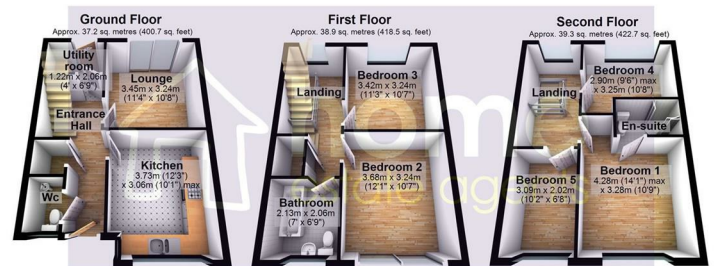 Ground Floor
Approx. 37.2 sq. metres (400.7 sq. feet)
Utility
room
1.22m x 2.06m
(4' x 6'9")
Lounge
3.45m x 3.24m
(11'4" x 10'8")
Entrance
Hall
Kitchen
3.73m (12'3")
x 3.06m (10'1") max
Wc
First Floor
Approx. 38.9 sq. metres (418.5 sq. feet)
Landing
Bedroom 3
3.42m x 3.24m
(11'3" x 10'7")
Bedroom 2
3.68m x 3.24m
(12'1" x 10'7")
Bathroom
2.13m x 2.06m
(7' x 6'9")
Second Floor
Approx. 39.3 sq. metres (422.7 sq. feet)
Landing
Bedroom 4
2.90m (9'6") max
x 3.25m (10'8")
En-suite
Bedroom 1
4.28m (14'1") max
x 3.28m (10'9")
Bedroom 5
3.09m x 2.02m
(10'2" x 6'8")